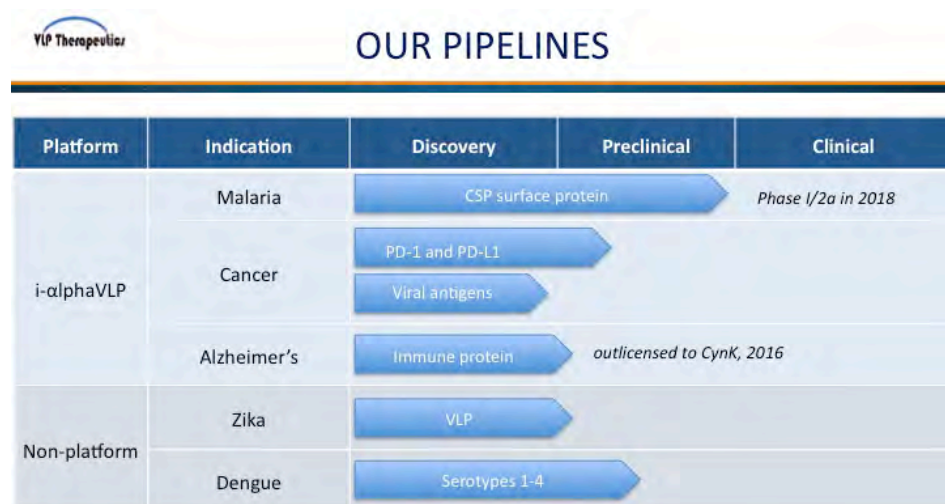 VLP Therapeutics
OUR PIPELINES
Platform Indication Discovery Preclinical Clinical
i-αlphaVLP
Malaria
CSP surface protein
Phase I/2a in 2018
Cancer
PD-1 and PD-L1
Viral antigens
Alzheimer’s
Immune protein
outlicensed to CynK, 2016
Non-platform
Zika
VLP
Dengue
Serotypes 1-4